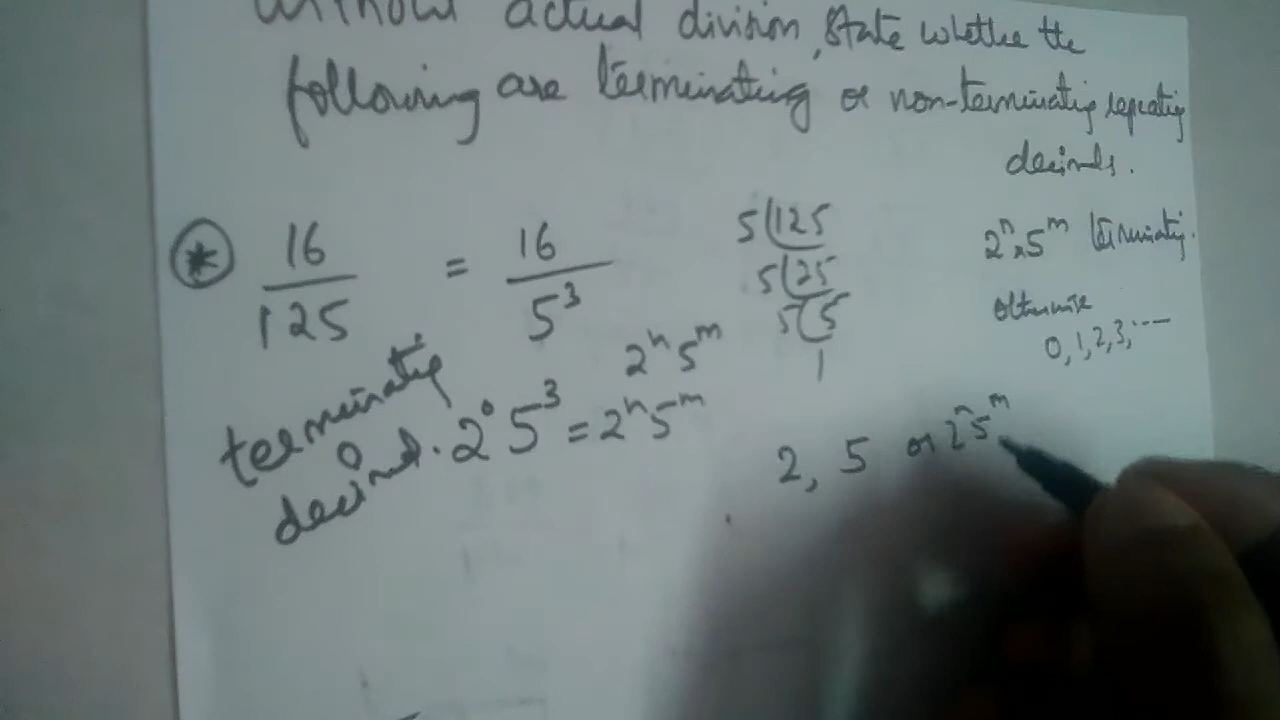 without actual division, state whether the
following are terminating or non-terminating repeating
decimals.
* 16/125 = 16/5³
5 125
5 25
5 5
1
2ⁿ×5ᵐ terminating.
otherwise
0, 1, 2, 3, ....
2ⁿ5ᵐ
terminating
decimal. 2⁰5³ = 2ⁿ5ᵐ
2, 5 or 2ⁿ5ᵐ